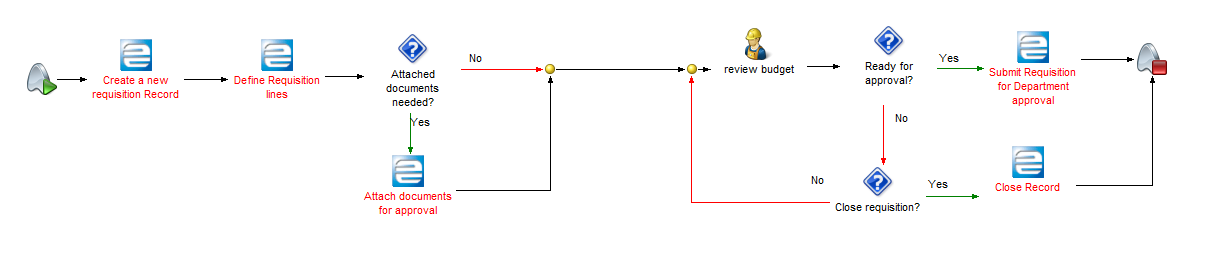 Create a new
requisition Record
Define Requisition
lines
Attached
documents
needed?
No
Yes
Attach documents
for approval
review budget
Ready for
approval?
Yes
Submit Requisition
for Department
approval
No
Close requisition?
No
Yes
Close Record